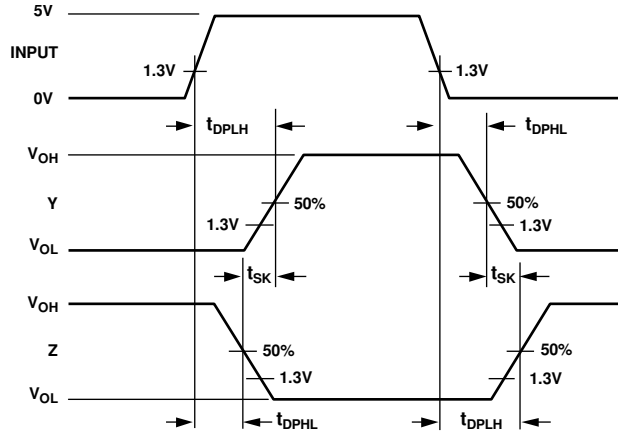 5V
INPUT
1.3V
1.3V
0V
tDPLH
tDPHL
VOH
Y
50%
50%
1.3V
1.3V
VOL
tSK
tSK
VOH
Z
50%
50%
1.3V
1.3V
VOL
tDPHL
tDPLH